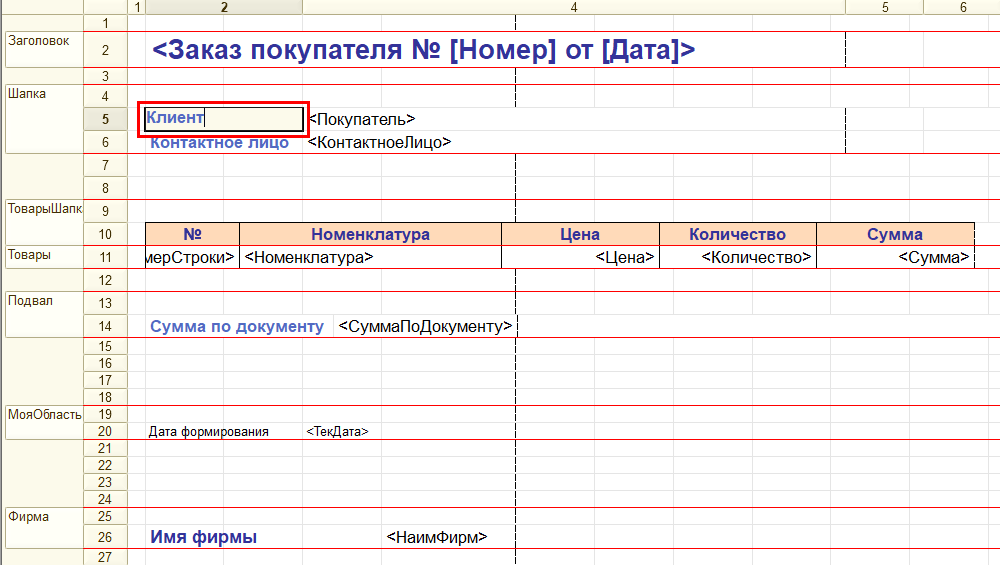 1 2 4 5 6
1
Заголовок 2 <Заказ покупателя № [Номер] от [Дата]>
3
Шапка 4
5 Клиент <Покупатель>
6 Контактное лицо <КонтактноеЛицо>
7
8
ТоварыШапк 9
10 № Номенклатура Цена Количество Сумма
Товары 11 мерСтроки> <Номенклатура> <Цена> <Количество> <Сумма>
12
Подвал 13
14 Сумма по документу <СуммаПоДокументу>
15
16
17
18
МояОбласть 19
20 Дата формирования <ТекДата>
21
22
23
24
Фирма 25
26 Имя фирмы <НаимФирм>
27